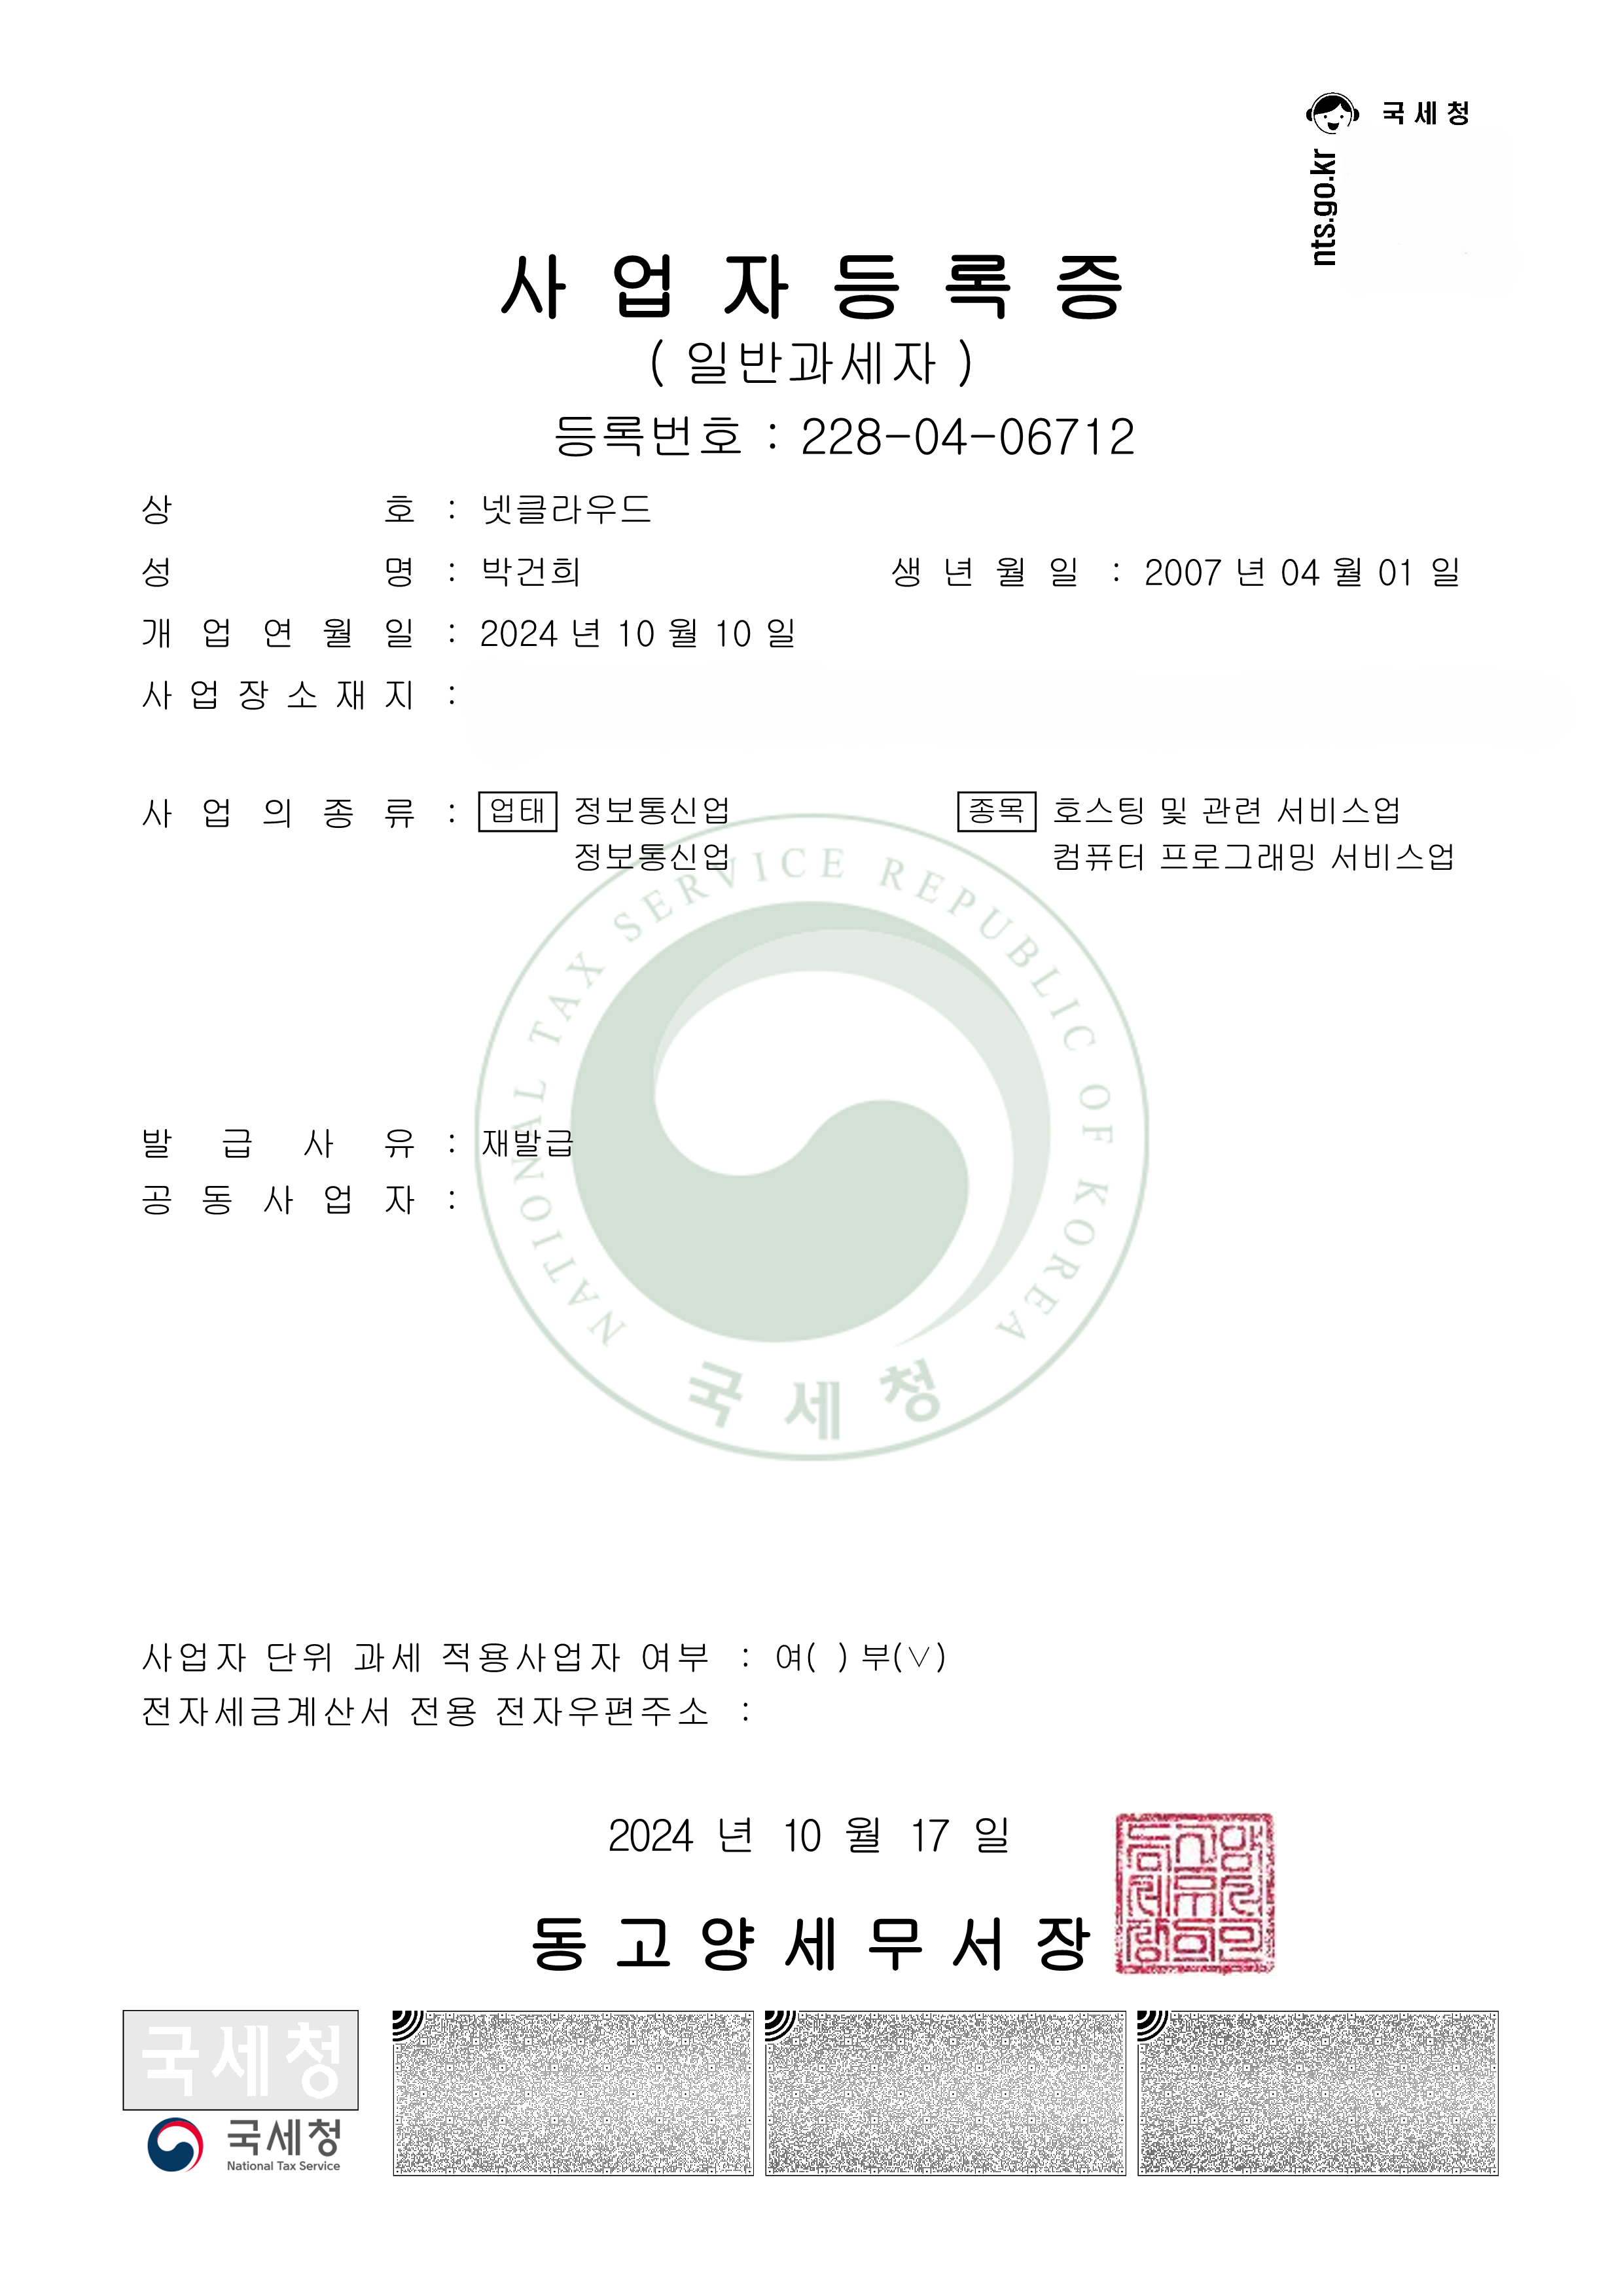 국세청
nts.go.kr
사업자등록증
( 일반과세자 )
등록번호 : 228-04-06712
상 호 : 넷클라우드
성 명 : 박건희 생 년 월 일 : 2007 년 04 월 01 일
개 업 연 월 일 : 2024 년 10 월 10 일
사 업 장 소 재 지 :
사 업 의 종 류 : 업태 정보통신업 종목 호스팅 및 관련 서비스업
정보통신업 컴퓨터 프로그래밍 서비스업
NATIONAL TAX SERVICE REPUBLIC OF KOREA
발 급 사 유 : 재발급
공 동 사 업 자 :
국세청
사업자 단위 과세 적용사업자 여부 : 여( ) 부(∨)
전자세금계산서 전용 전자우편주소 :
2024 년 10 월 17 일
동고양세무서장
국세청
국세청
National Tax Service